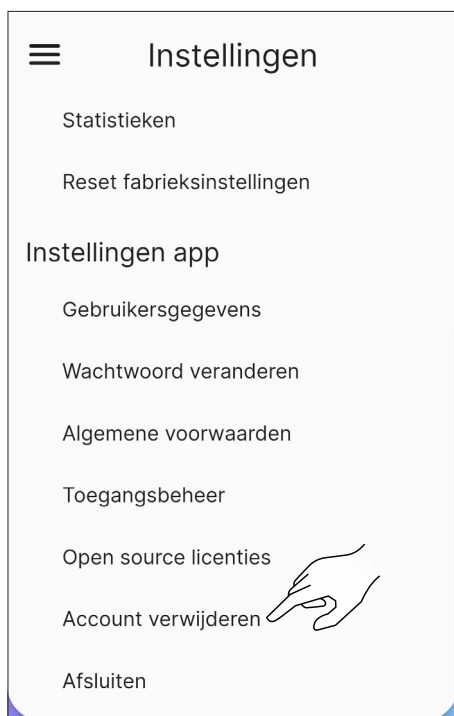 Instellingen
Statistieken
Reset fabrieksinstellingen
Instellingen app
Gebruikersgegevens
Wachtwoord veranderen
Algemene voorwaarden
Toegangsbeheer
Open source licenties
Account verwijderen
Afsluiten